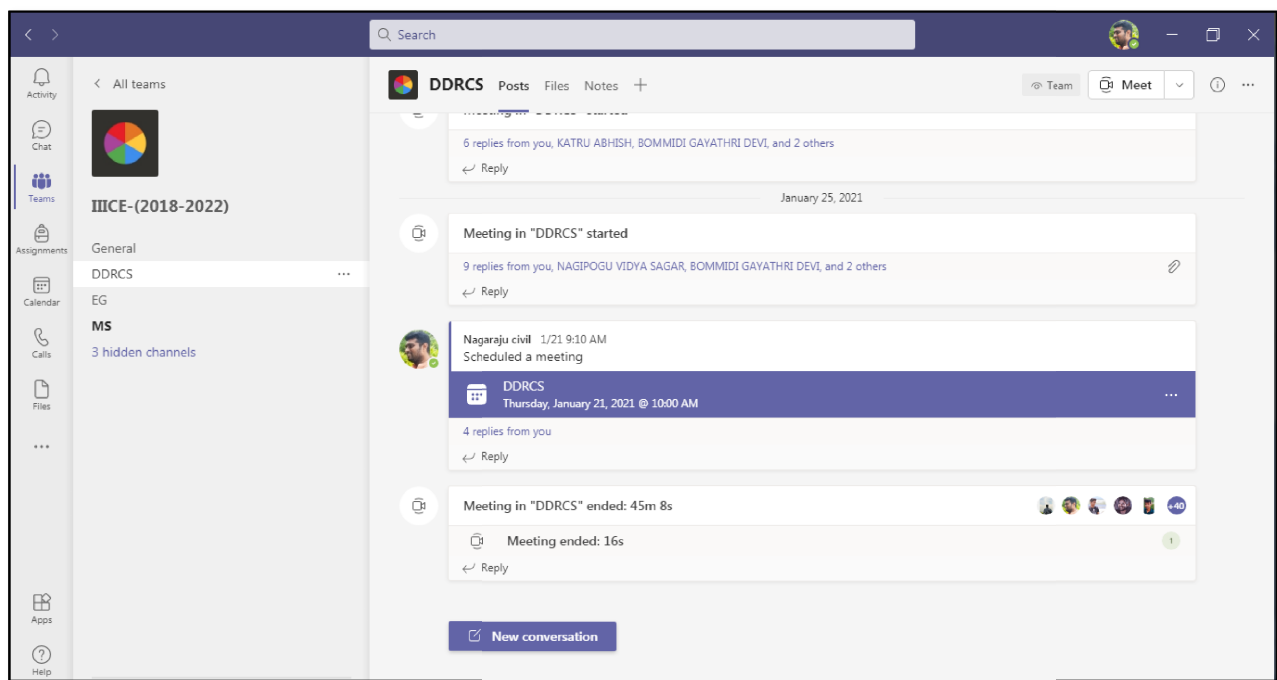 Search
Activity
Chat
Teams
Assignments
Calendar
Calls
Files
Apps
Help
All teams
IIICE-(2018-2022)
General
DDRCS
EG
MS
3 hidden channels
DDRCS Posts Files Notes
Team
Meet
6 replies from you, KATRU ABHISH, BOMMIDI GAYATHRI DEVI, and 2 others
Reply
January 25, 2021
Meeting in "DDRCS" started
9 replies from you, NAGIPOGU VIDYA SAGAR, BOMMIDI GAYATHRI DEVI, and 2 others
Reply
Nagaraju civil 1/21 9:10 AM
Scheduled a meeting
DDRCS
Thursday, January 21, 2021 @ 10:00 AM
4 replies from you
Reply
Meeting in "DDRCS" ended: 45m 8s
+40
Meeting ended: 16s
Reply
New conversation